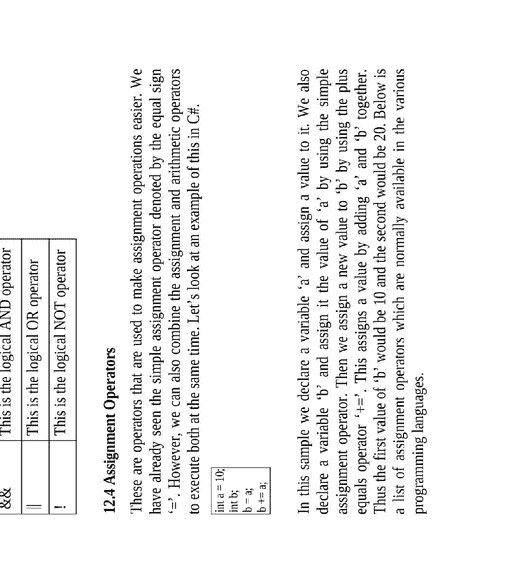 && This is the logical AND operator
|| This is the logical OR operator
! This is the logical NOT operator
12.4 Assignment Operators
These are operators that are used to make assignment operations easier. We
have already seen the simple assignment operator denoted by the equal sign
‘=’. However, we can also combine the assignment and arithmetic operators
to execute both at the same time. Let’s look at an example of this in C#.
int a = 10;
int b;
b = a;
b += a;
In this sample we declare a variable ‘a’ and assign a value to it. We also
declare a variable ‘b’ and assign it the value of ‘a’ by using the simple
assignment operator. Then we assign a new value to ‘b’ by using the plus
equals operator ‘+=’. This assigns a value by adding ‘a’ and ‘b’ together.
Thus the first value of ‘b’ would be 10 and the second would be 20. Below is
a list of assignment operators which are normally available in the various
programming languages.